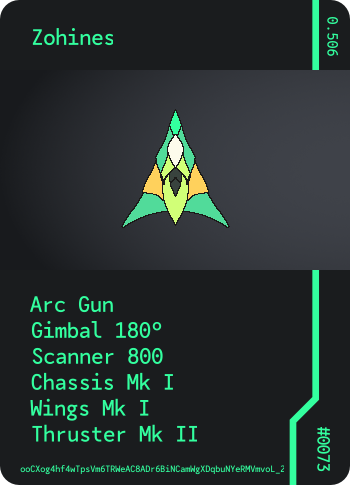 Zohines
0.506
Arc Gun
Gimbal 180º
Scanner 800
Chassis Mk I
Wings Mk I
Thruster Mk II
#0073
ooCXog4hf4wTpsVm6TRWeAC8ADr6BiNCamWgXDqbuNYeRMVmvoL_2